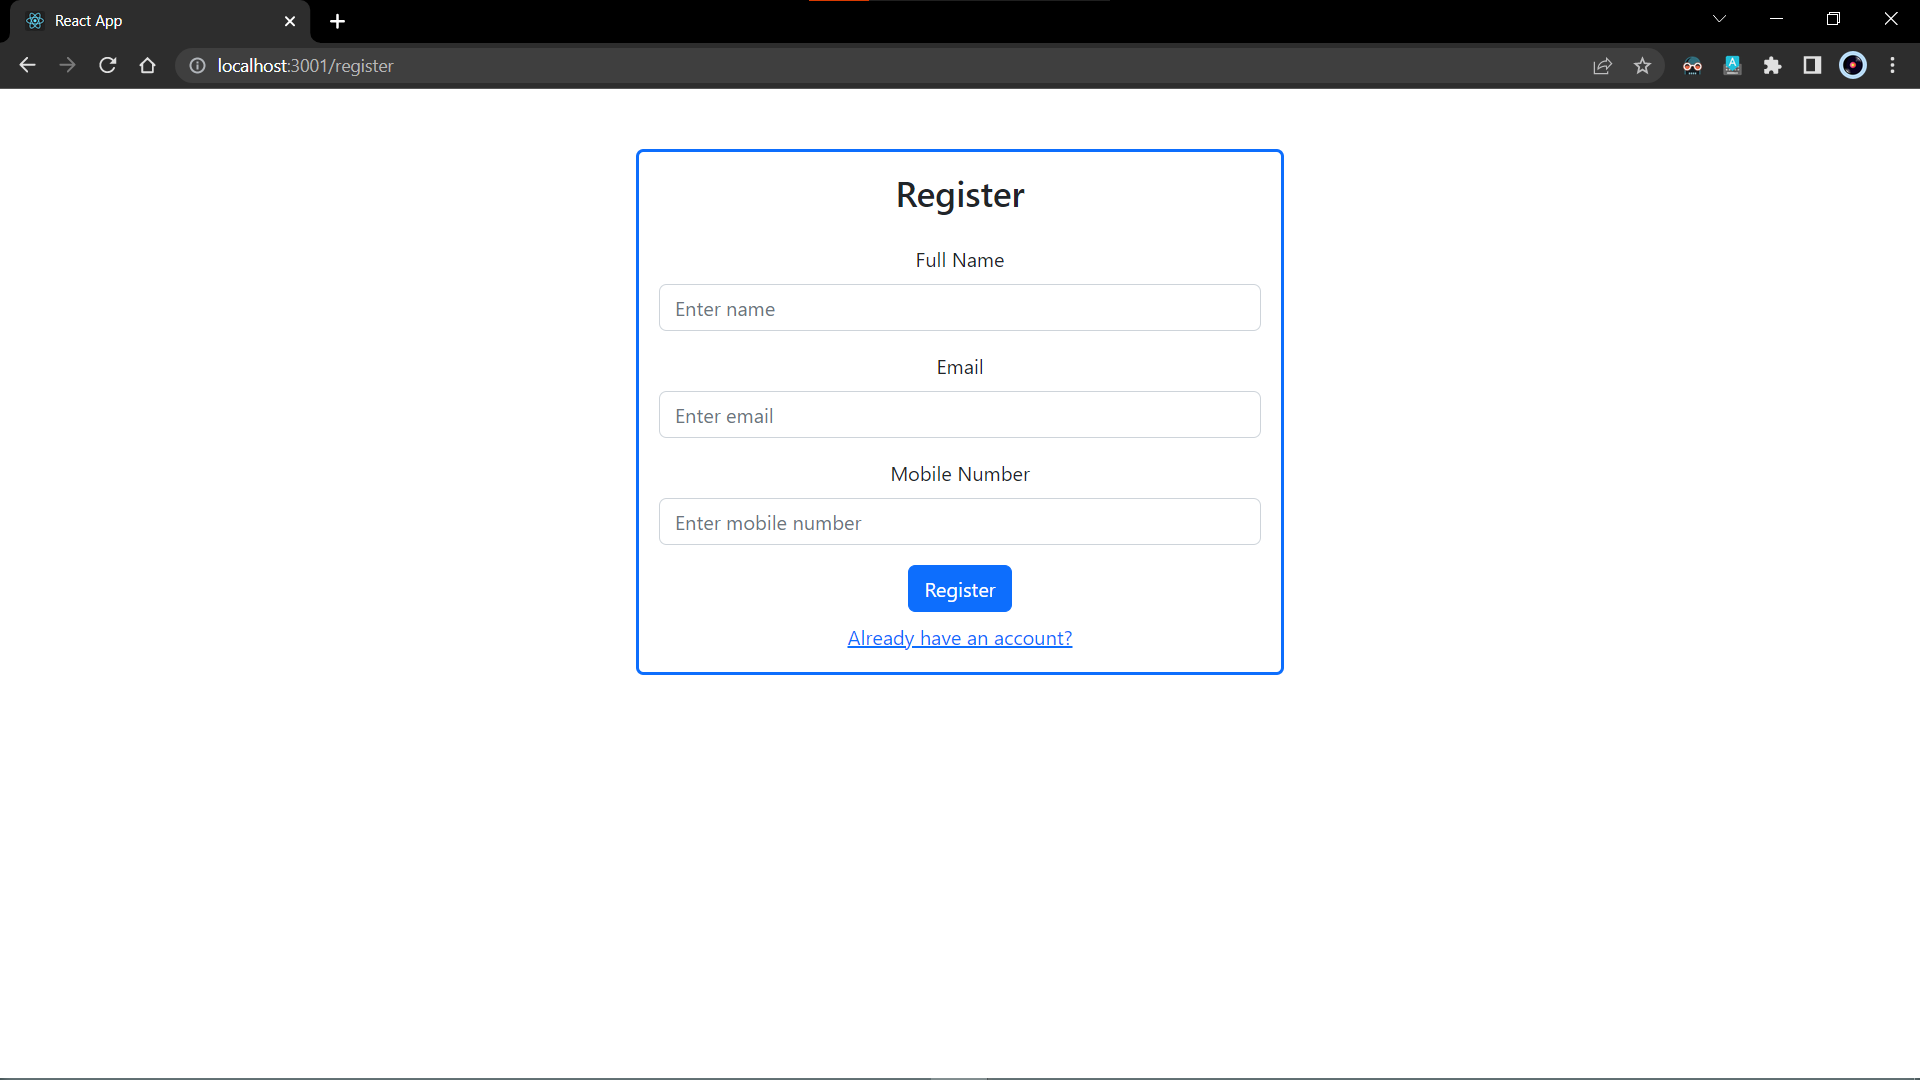 React App
localhost:3001/register
Register
Full Name
Enter name
Email
Enter email
Mobile Number
Enter mobile number
Register
Already have an account?